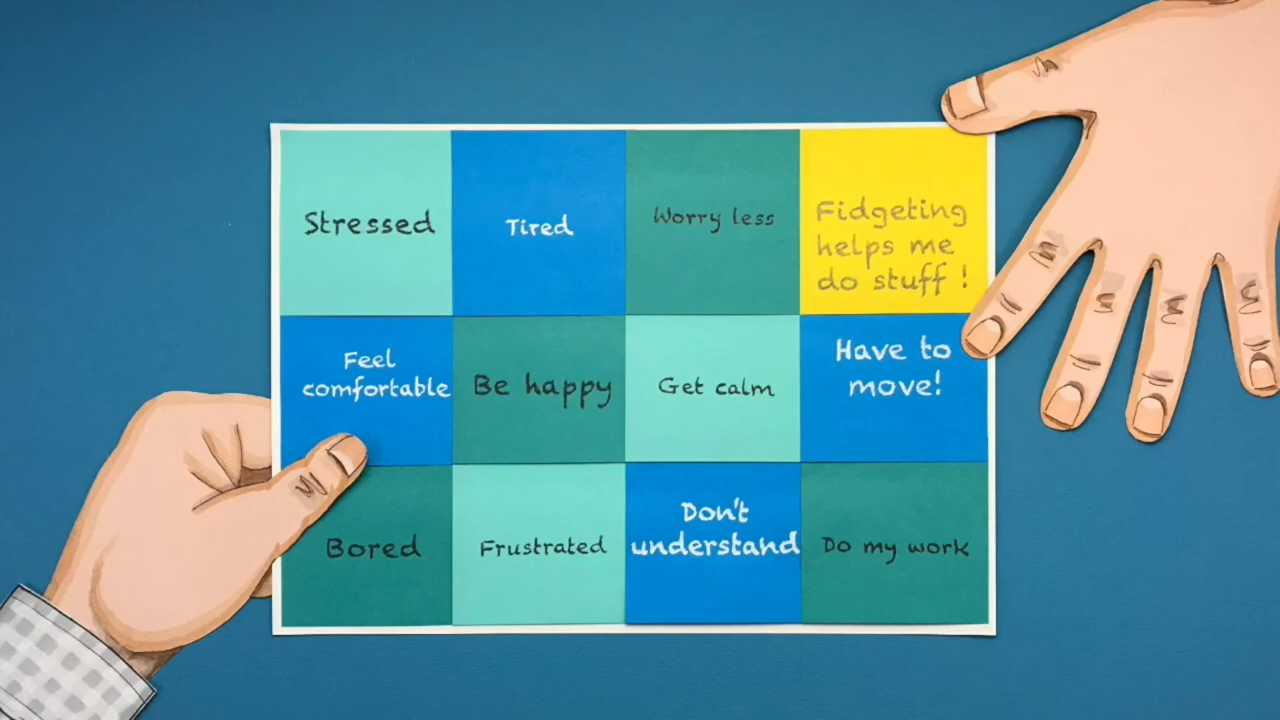 Stressed
Tired
Worry less
Fidgeting
helps me
do stuff !
Feel
comfortable
Be happy
Get calm
Have to
move!
Bored
Frustrated
Don't
understand
Do my work